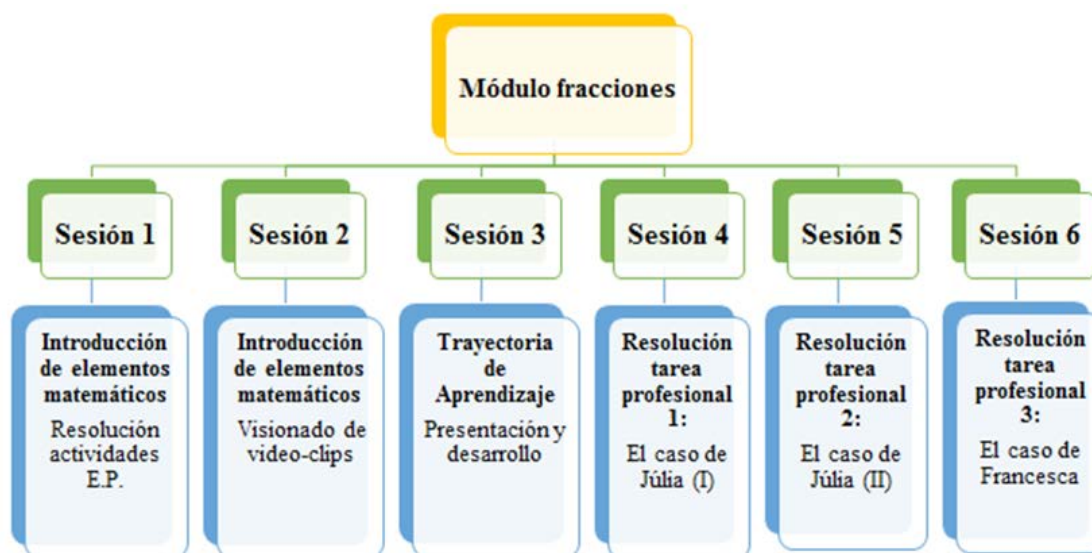 Módulo fracciones
Sesión 1
Sesión 2
Sesión 3
Sesión 4
Sesión 5
Sesión 6
Introducción
de elementos
matemáticos
Resolución
actividades
E.P.
Introducción
de elementos
matemáticos
Visionado de
video-clips
Trayectoria
de
Aprendizaje
Presentación y
desarrollo
Resolución
tarea
profesional
1:
El caso de
Júlia (I)
Resolución
tarea
profesional
2:
El caso de
Júlia (II)
Resolución
tarea
profesional
3:
El caso de
Francesca